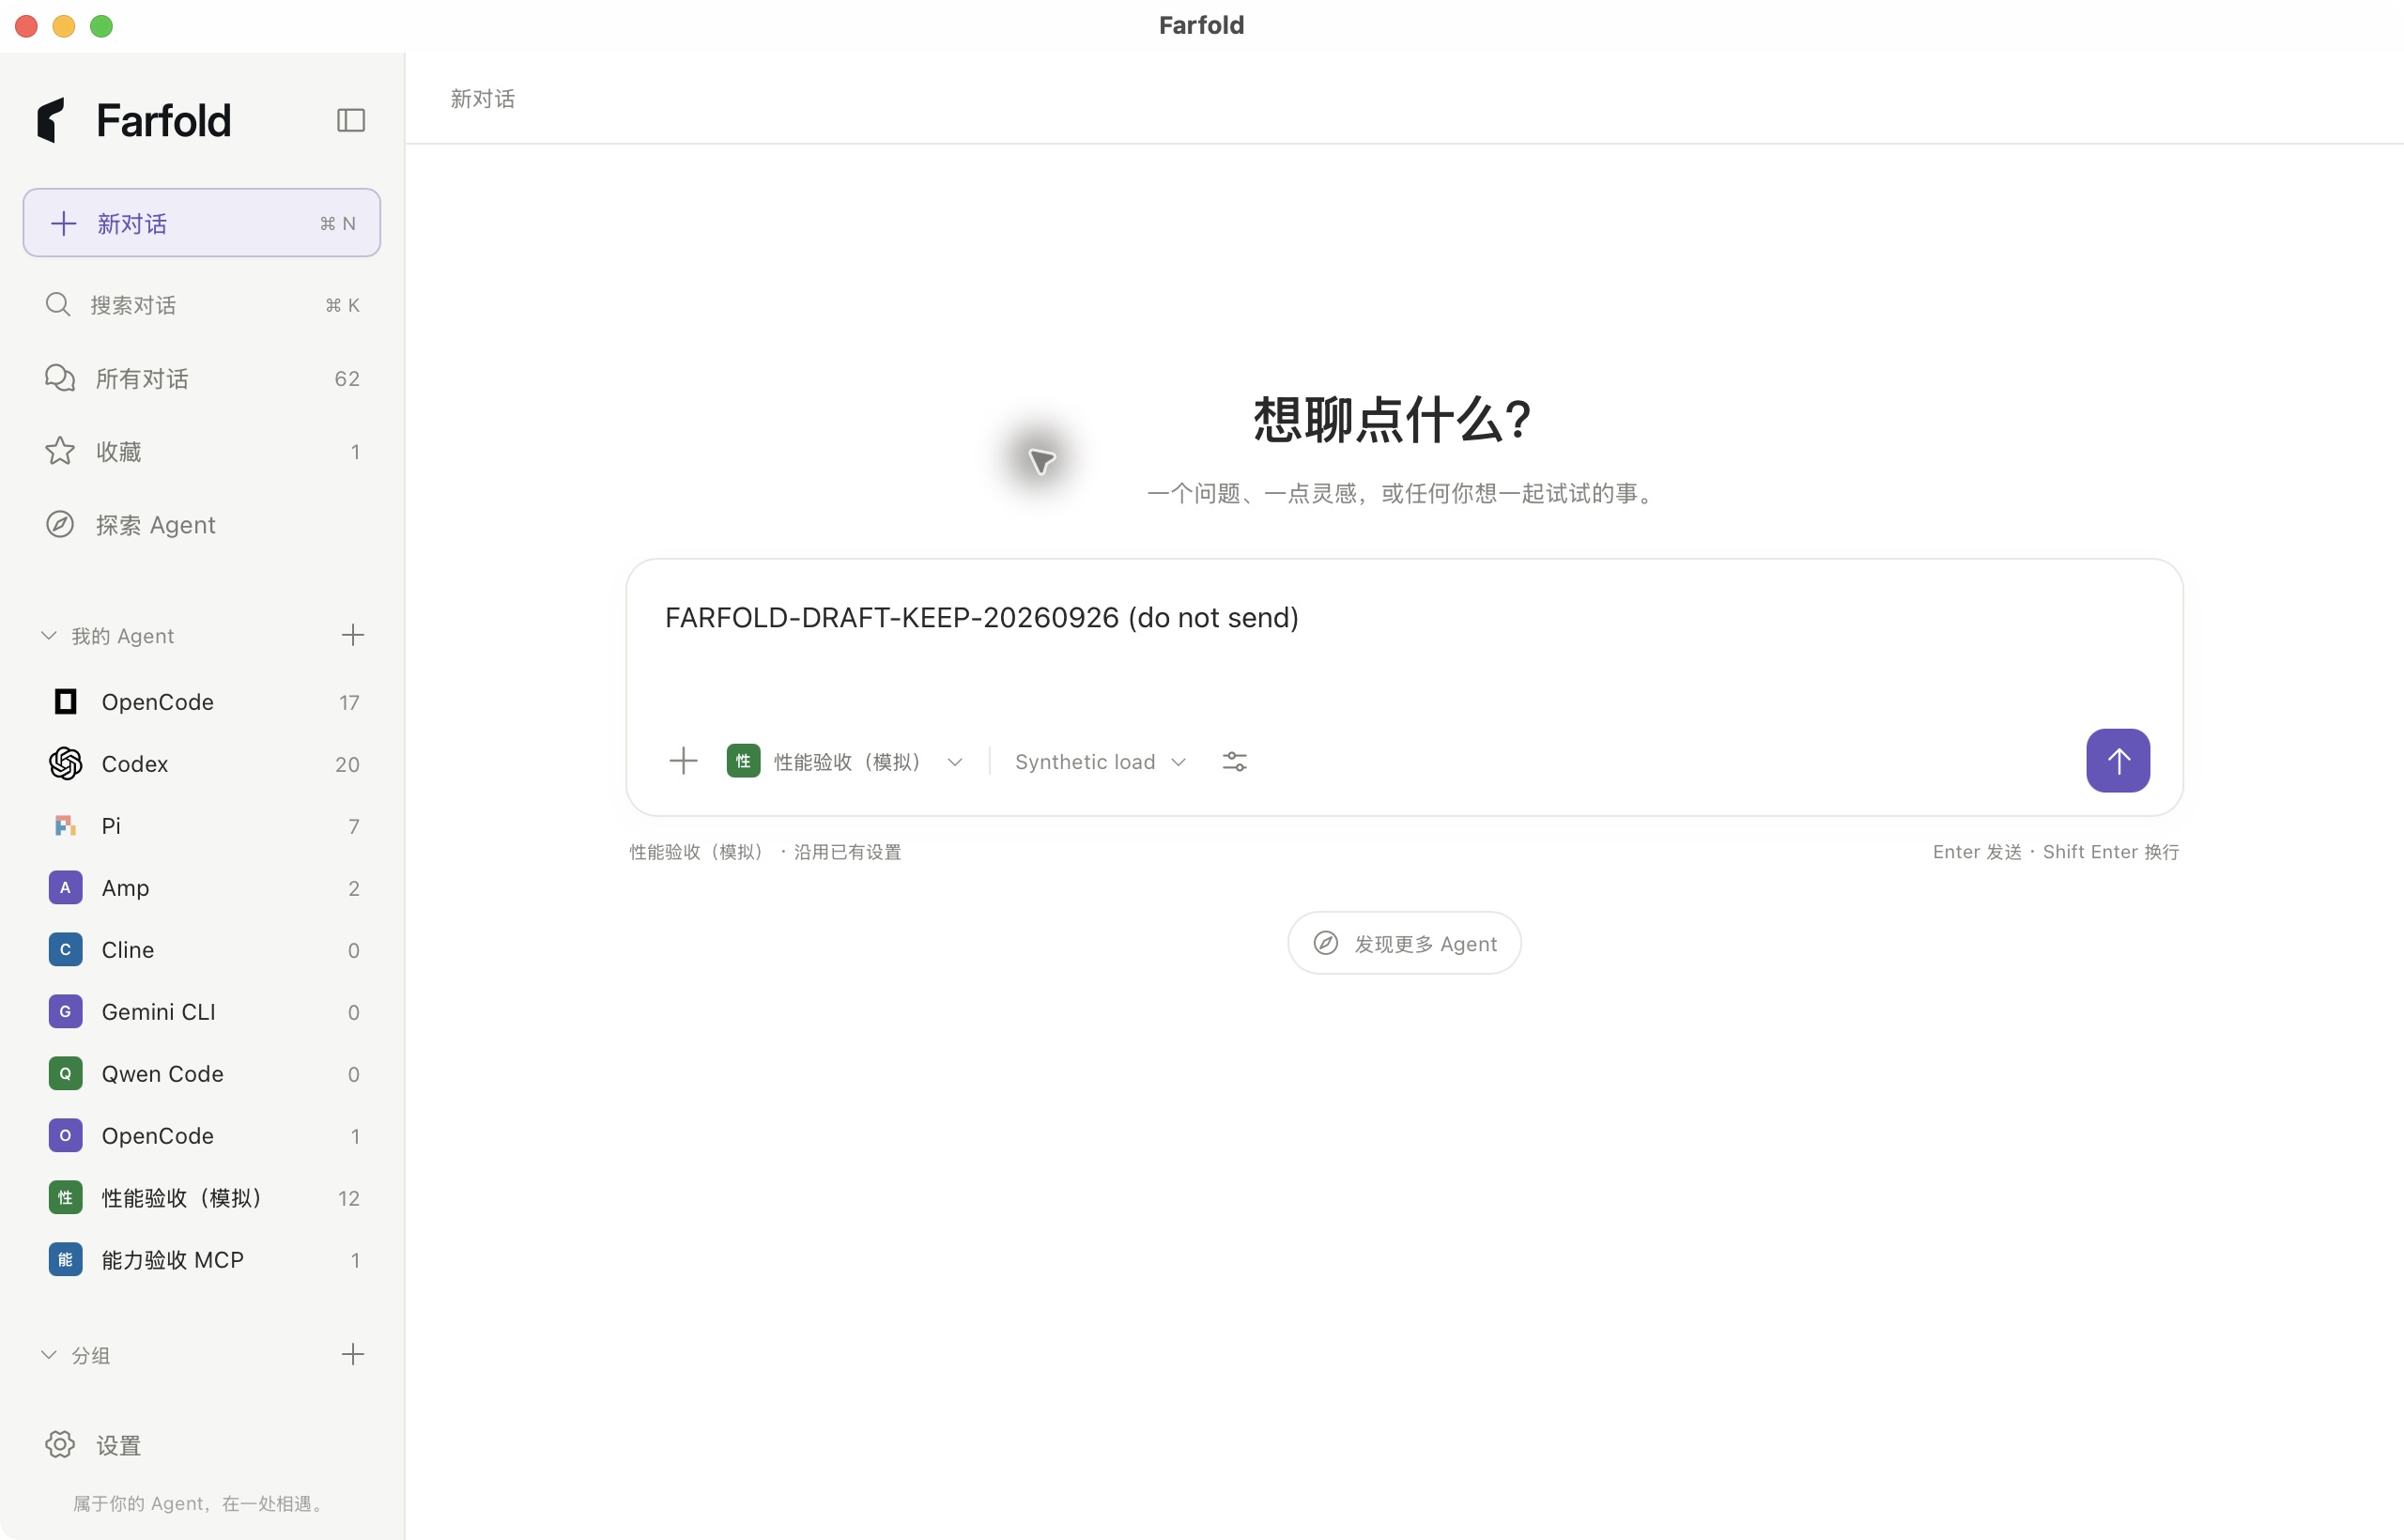 Farfold
Farfold
新对话 ⌘ N
搜索对话 ⌘ K
所有对话 62
收藏 1
探索 Agent
我的 Agent
OpenCode 17
Codex 20
Pi 7
A Amp 2
C Cline 0
G Gemini CLI 0
Q Qwen Code 0
O OpenCode 1
性 性能验收（模拟） 12
能 能力验收 MCP 1
分组
设置
属于你的 Agent，在一处相遇。
新对话
想聊点什么？
一个问题、一点灵感，或任何你想一起试试的事。
FARFOLD-DRAFT-KEEP-20260926 (do not send)
性 性能验收（模拟） Synthetic load
性能验收（模拟） · 沿用已有设置
Enter 发送 · Shift Enter 换行
发现更多 Agent